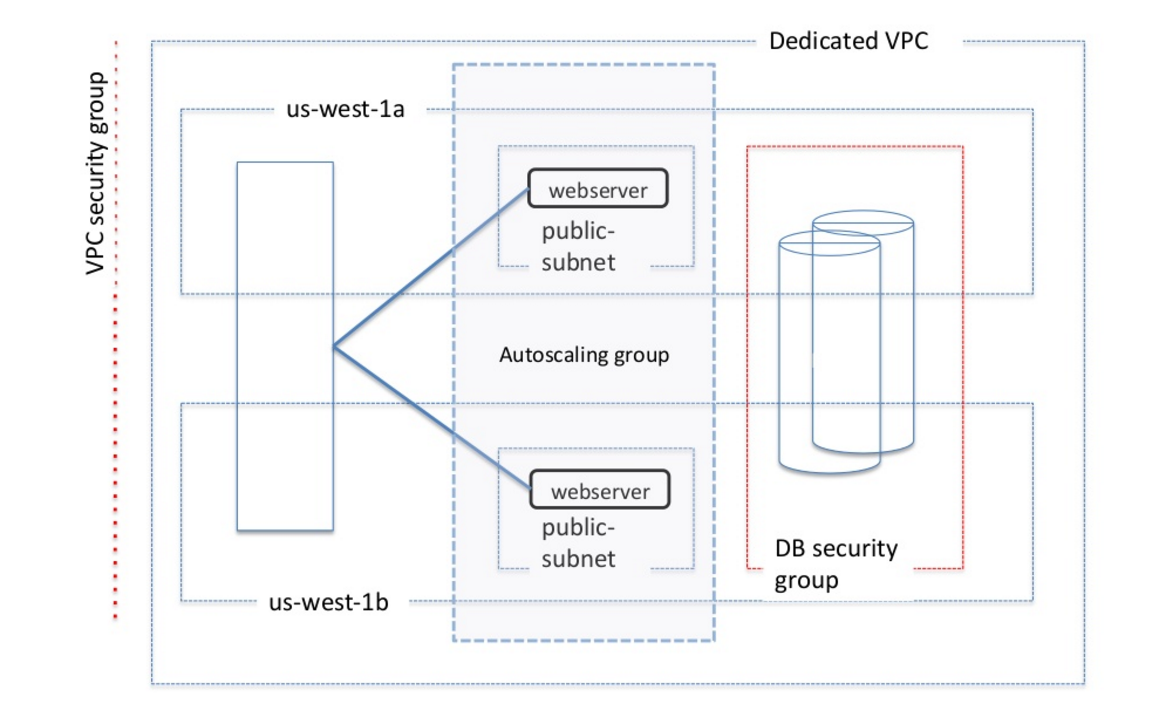 Dedicated VPC
VPC security group
us-west-1a
webserver
public-
subnet
Autoscaling group
webserver
public-
subnet
DB security
group
us-west-1b